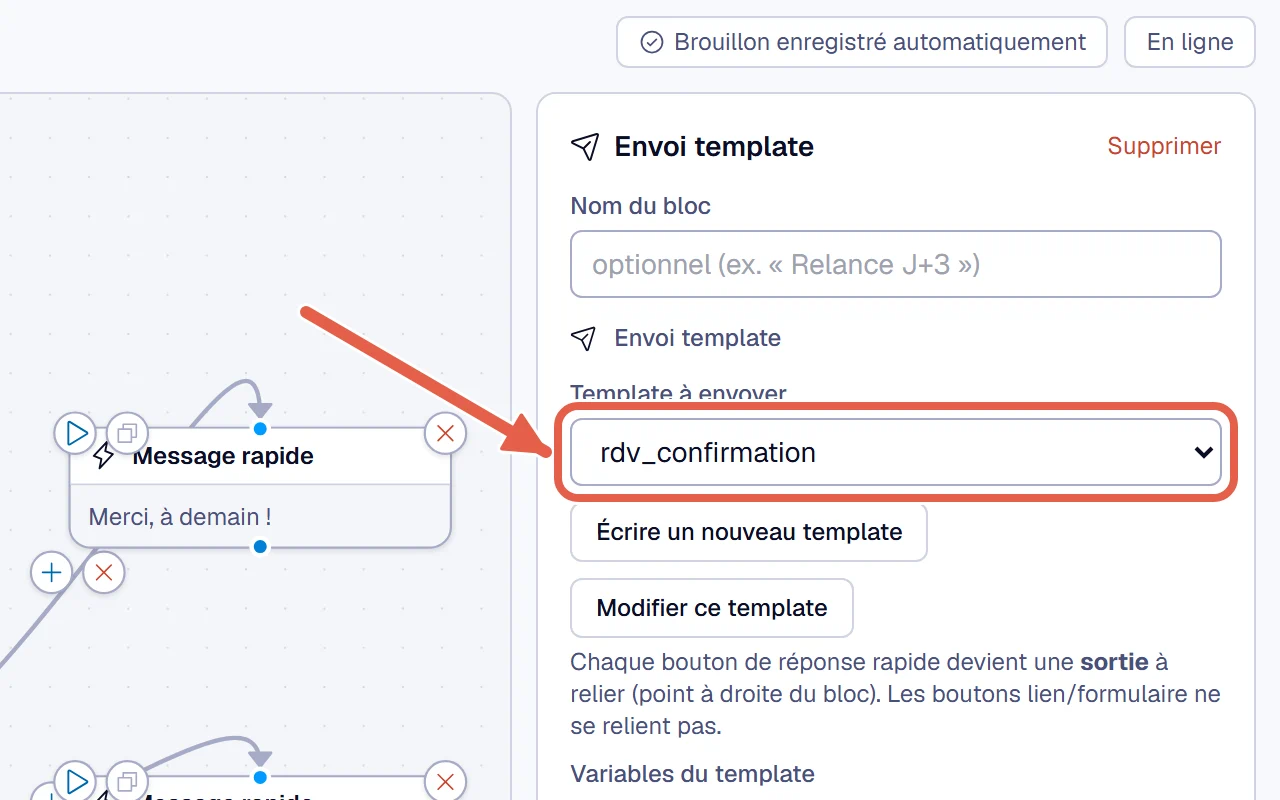 Brouillon enregistré automatiquement
En ligne
Envoi template
Supprimer
Nom du bloc
optionnel (ex. « Relance J+3 »)
Envoi template
Template à envoyer
rdv_confirmation
Écrire un nouveau template
Modifier ce template
Chaque bouton de réponse rapide devient une sortie à
relier (point à droite du bloc). Les boutons lien/formulaire ne
se relient pas.
Variables du template
Message rapide
Merci, à demain !
Message rapide